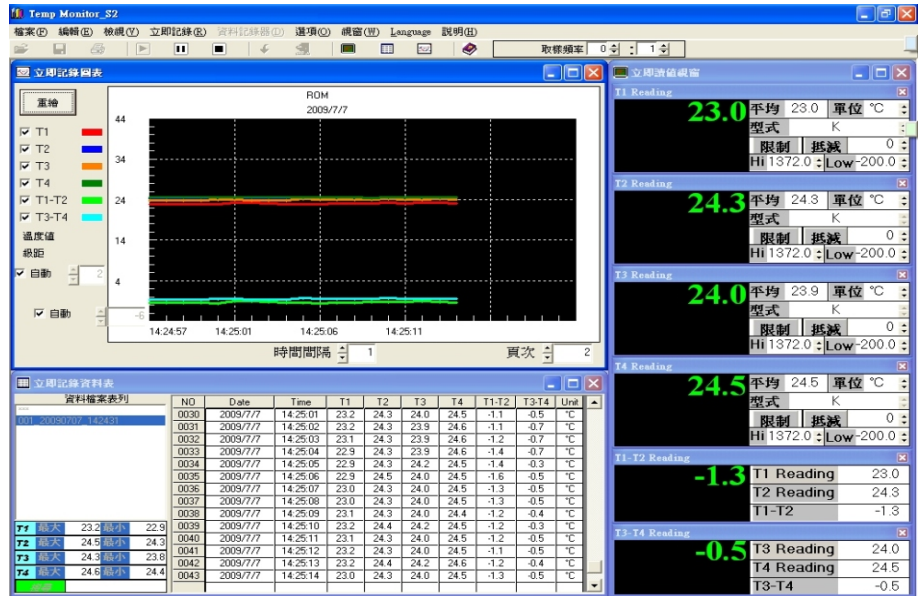 Temp Monitor_S2
檔案(F) 編輯(E) 檢視(V) 立即記錄(R) 資料記錄器(D) 選項(O) 視窗(W) Language 說明(H)
取樣頻率 0 : 1
立即記錄圖表
重繪
ROM
2009/7/7
T1
T2
T3
T4
T1-T2
T3-T4
溫度值
級距
自動 2
自動 -6
44
34
24
14
4
14:24:57 14:25:01 14:25:06 14:25:11
時間間隔 1 頁次 2
立即記錄資料表
資料檔案表列
001_20090707_142431
T1 最大 23.2 最小 22.9
T2 最大 24.5 最小 24.3
T3 最大 24.3 最小 23.8
T4 最大 24.6 最小 24.4
NO Date Time T1 T2 T3 T4 T1-T2 T3-T4 Unit
0030 2009/7/7 14:25:01 23.2 24.3 24.0 24.5 -1.1 -0.5 °C
0031 2009/7/7 14:25:02 23.2 24.3 23.9 24.6 -1.1 -0.7 °C
0032 2009/7/7 14:25:03 23.1 24.3 23.9 24.6 -1.2 -0.7 °C
0033 2009/7/7 14:25:04 22.9 24.3 23.9 24.6 -1.4 -0.7 °C
0034 2009/7/7 14:25:05 22.9 24.3 24.2 24.5 -1.4 -0.3 °C
0035 2009/7/7 14:25:06 22.9 24.5 24.0 24.5 -1.6 -0.5 °C
0036 2009/7/7 14:25:07 23.0 24.3 24.0 24.5 -1.3 -0.5 °C
0037 2009/7/7 14:25:08 23.0 24.3 24.0 24.5 -1.3 -0.5 °C
0038 2009/7/7 14:25:09 23.1 24.3 24.0 24.4 -1.2 -0.4 °C
0039 2009/7/7 14:25:10 23.2 24.4 24.2 24.5 -1.2 -0.3 °C
0040 2009/7/7 14:25:11 23.1 24.3 24.0 24.5 -1.2 -0.5 °C
0041 2009/7/7 14:25:12 23.2 24.3 24.0 24.5 -1.1 -0.5 °C
0042 2009/7/7 14:25:13 23.2 24.4 24.2 24.6 -1.2 -0.4 °C
0043 2009/7/7 14:25:14 23.0 24.3 24.0 24.5 -1.3 -0.5 °C
立即讀值視窗
T1 Reading
23.0 平均 23.0 單位 °C
型式 K
限制 抵減 0
Hi 1372.0 Low -200.0
T2 Reading
24.3 平均 24.3 單位 °C
型式 K
限制 抵減 0
Hi 1372.0 Low -200.0
T3 Reading
24.0 平均 23.9 單位 °C
型式 K
限制 抵減 0
Hi 1372.0 Low -200.0
T4 Reading
24.5 平均 24.5 單位 °C
型式 K
限制 抵減 0
Hi 1372.0 Low -200.0
T1-T2 Reading
-1.3 T1 Reading 23.0
T2 Reading 24.3
T1-T2 -1.3
T3-T4 Reading
-0.5 T3 Reading 24.0
T4 Reading 24.5
T3-T4 -0.5